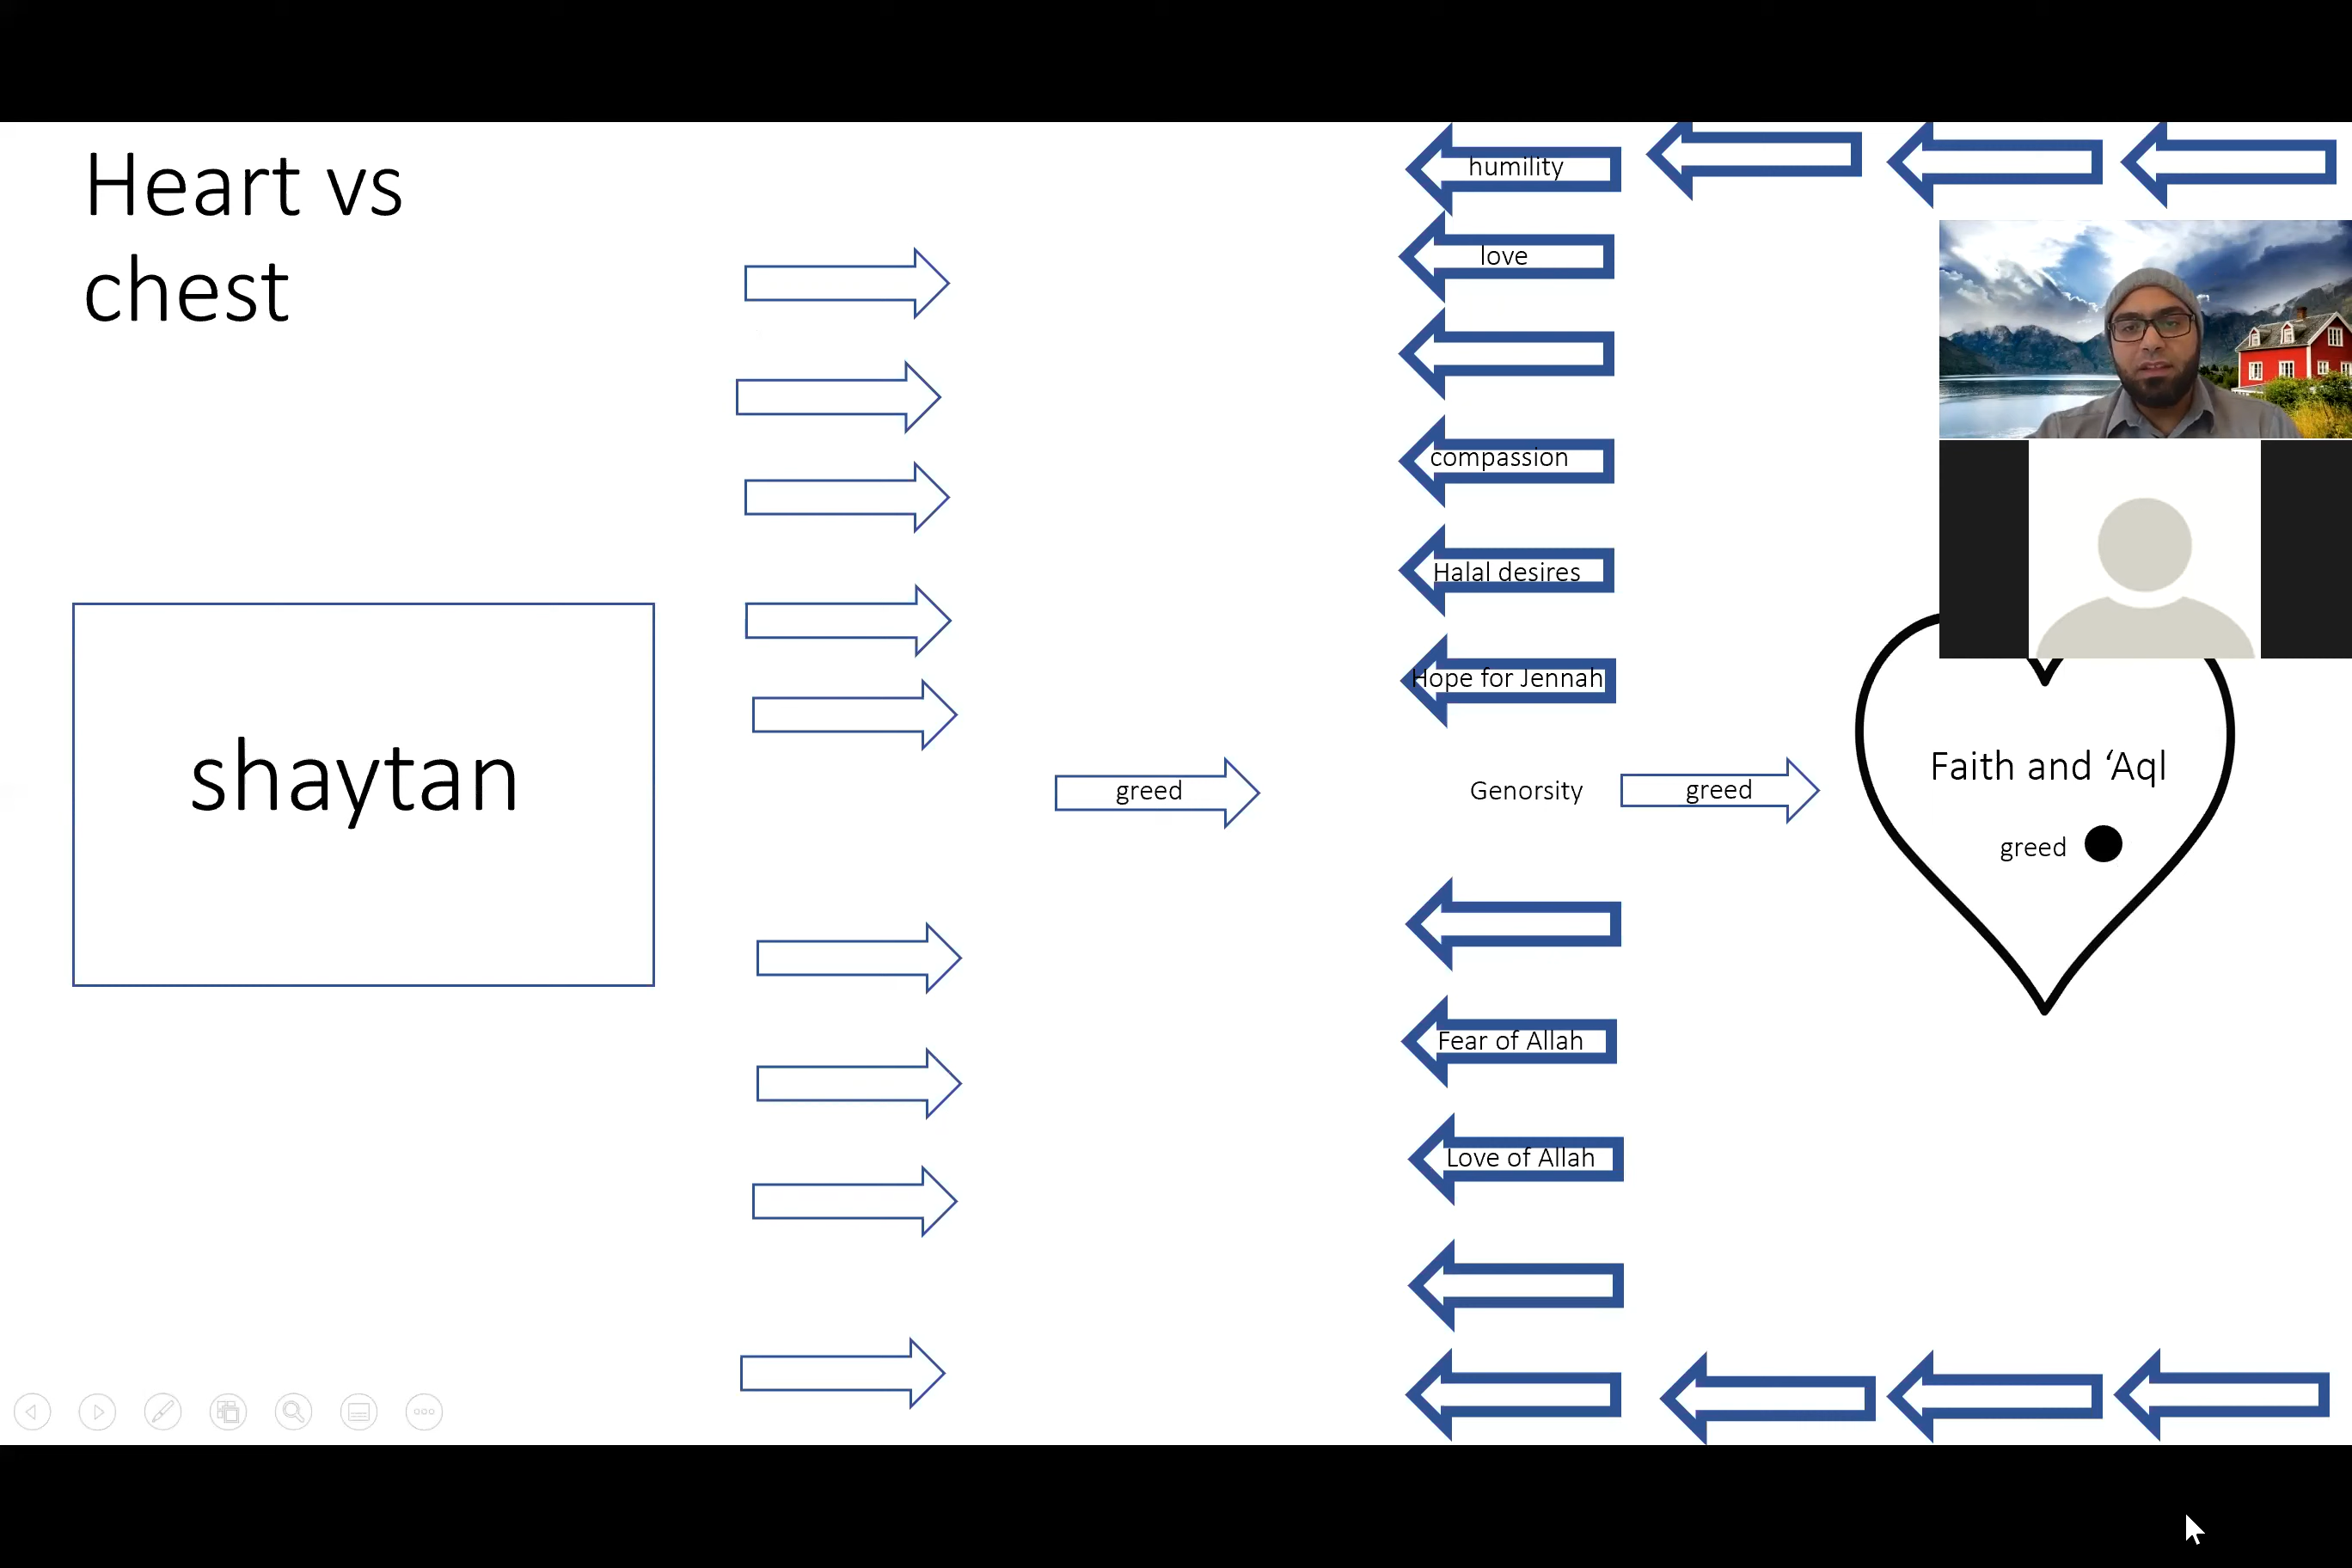 Heart vs
chest
humility
love
compassion
Halal desires
Hope for Jennah
shaytan
greed
Genorsity
greed
Faith and ‘Aql
greed
Fear of Allah
Love of Allah